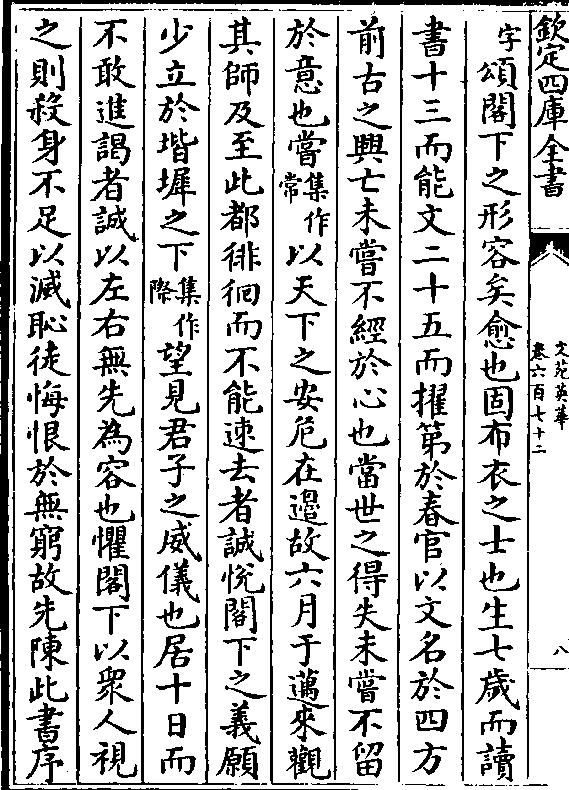 欽定四庫全書
文苑英華
卷六百七十二
八
字頌閣下之形容矣愈也固布衣之士也生七歲而讀
書十三而能文二十五而擢第於春官以文名於四方
前古之興亡未嘗不經於心也當世之得失未嘗不留
於意也嘗集作常以天下之安危在邉故六月于邁來觀
其師及至此都徘徊而不能速去者誠悅閣下之義願
少立於堦墀之下集作際望見君子之威儀也居十日而
不敢進謁者誠以左右無先為容也懼閣下以衆人視
之則殺身不足以滅恥徒悔恨於無窮故先陳此書序